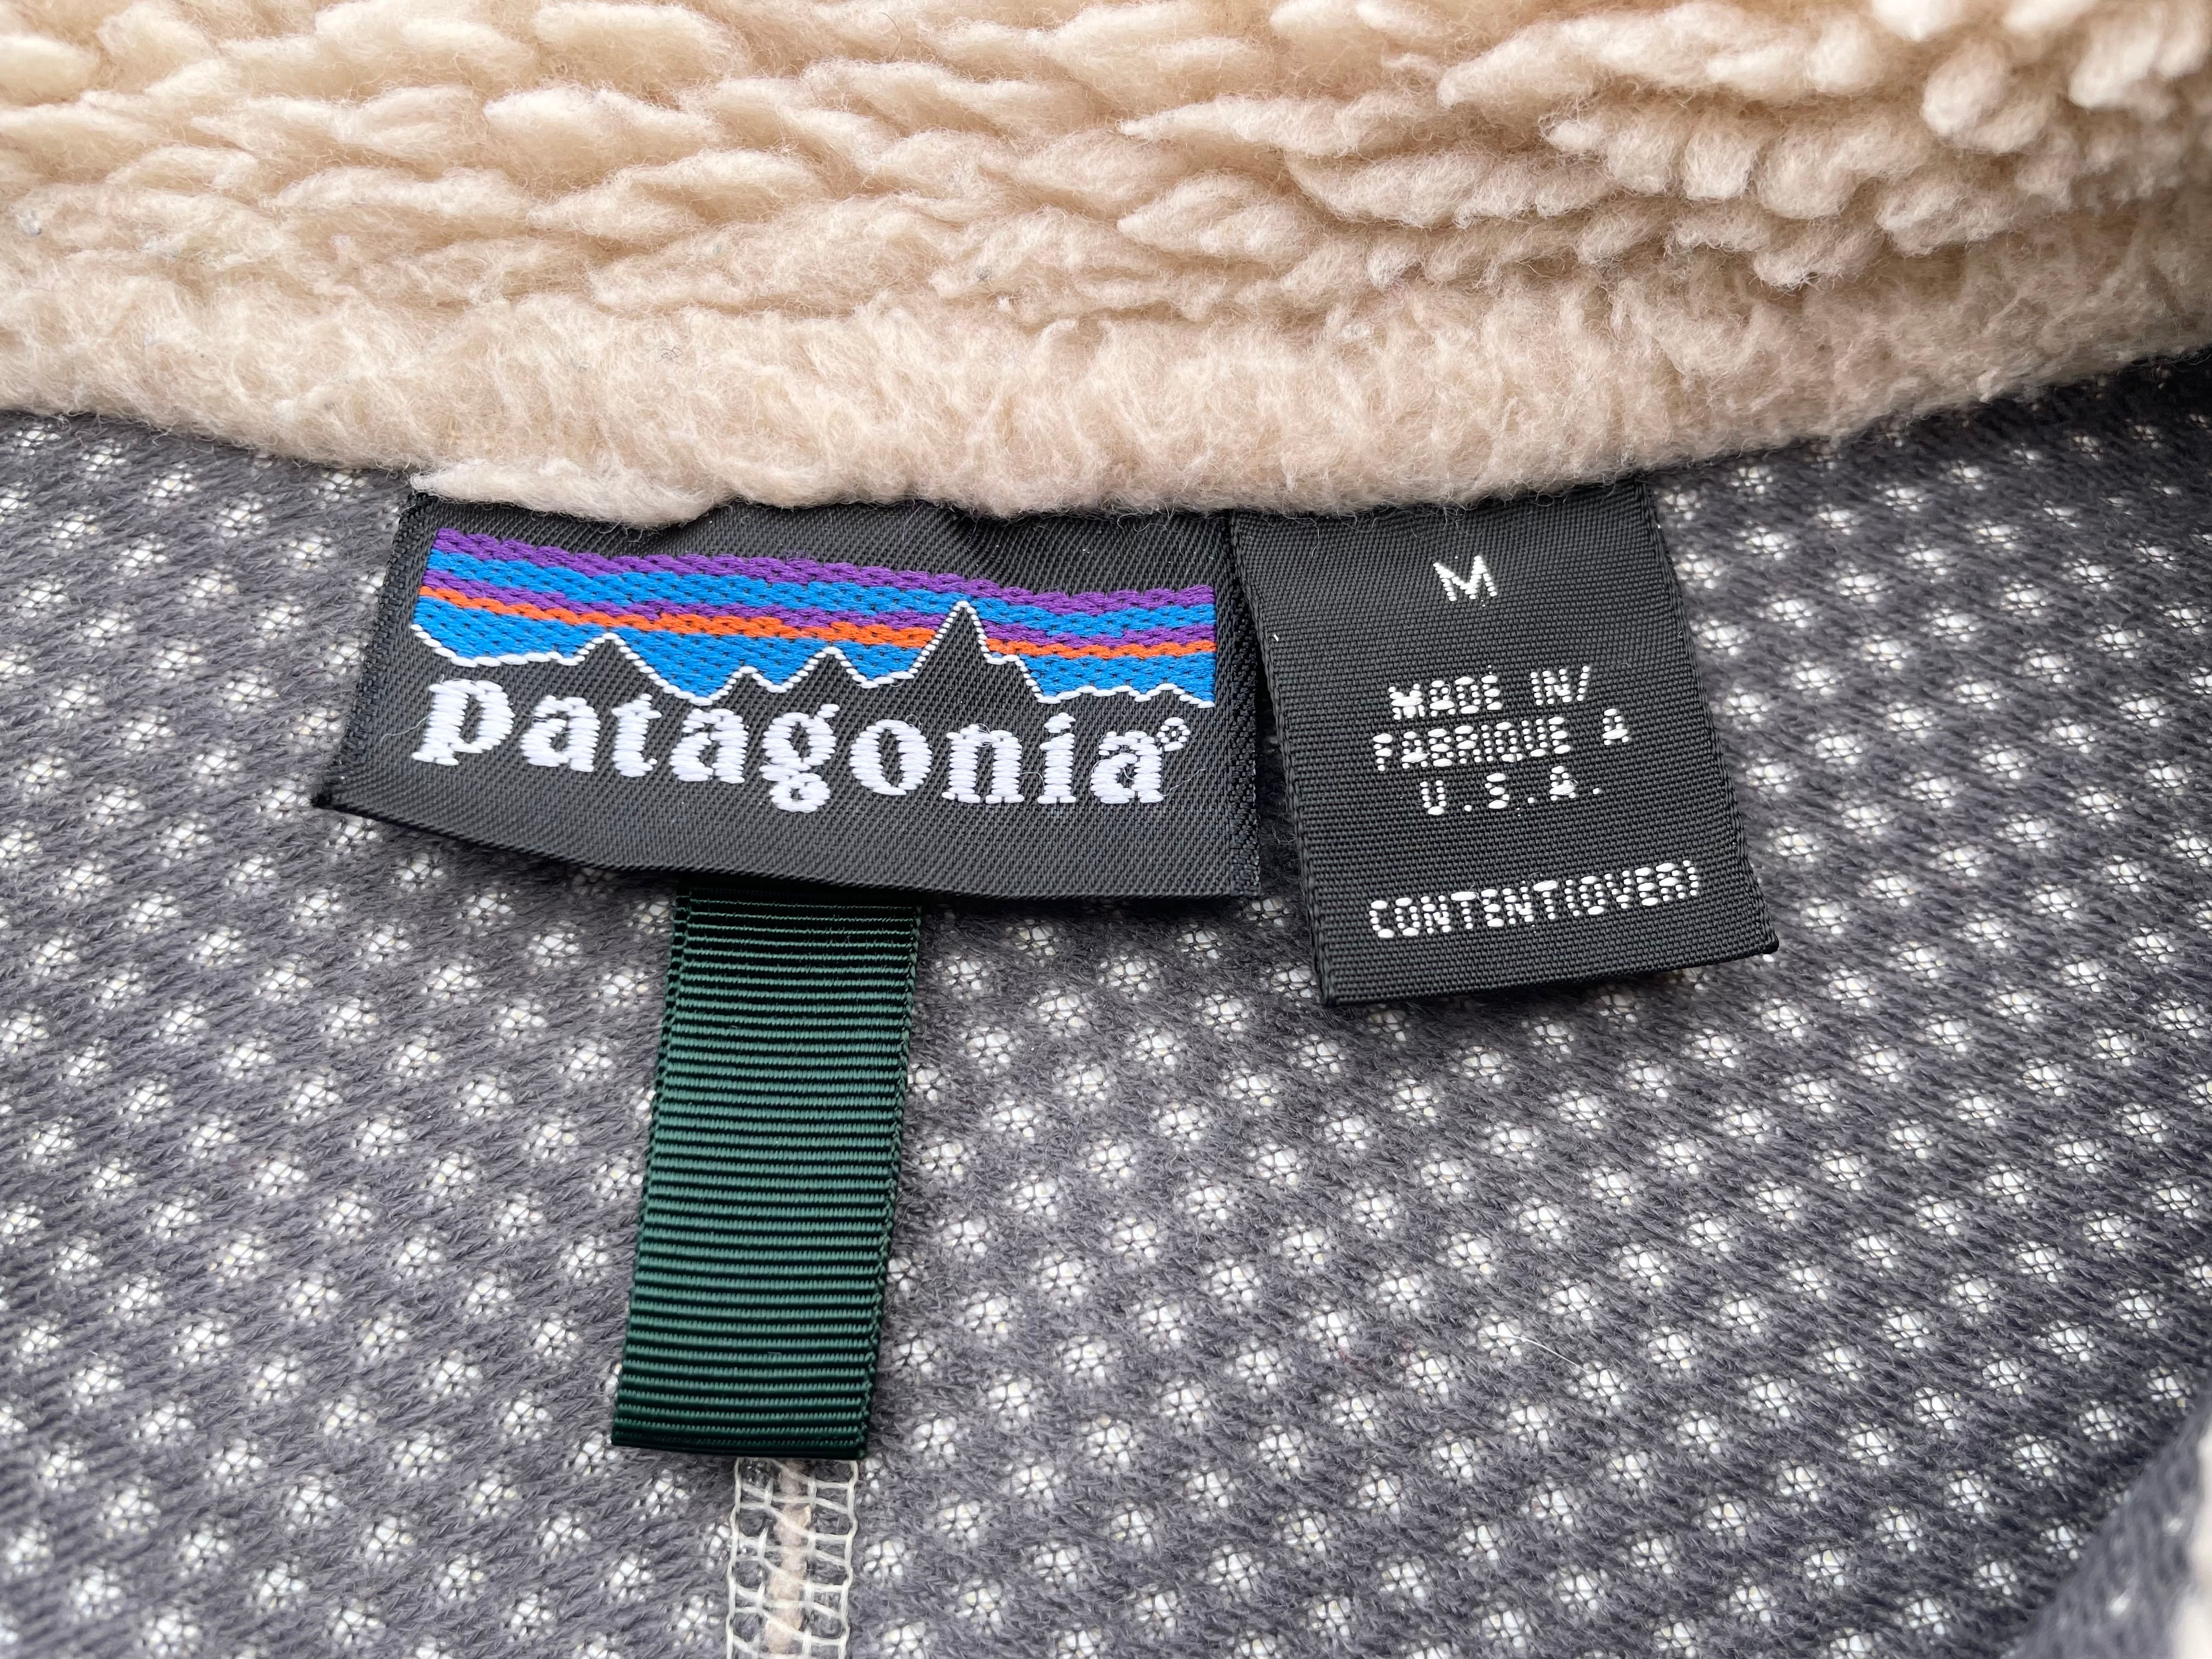 patagonia®
M
MADE IN/
FABRIQUE A
U.S.A.
CONTENT(OVER)